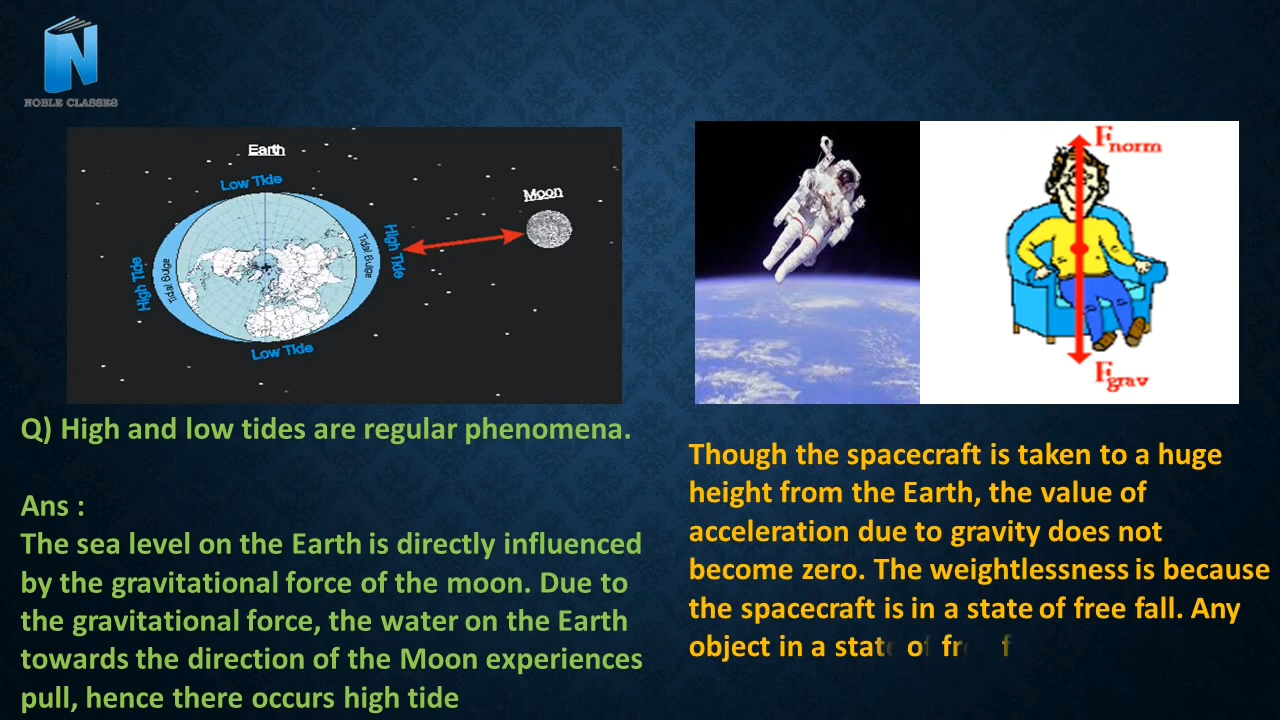 NOBLE CLASSES
Earth
Low Tide
Moon
High Tide
Tidal Bulge
Tidal Bulge
High Tide
Low Tide
Fnorm
Fgrav
Q) High and low tides are regular phenomena.
Ans :
The sea level on the Earth is directly influenced
by the gravitational force of the moon. Due to
the gravitational force, the water on the Earth
towards the direction of the Moon experiences
pull, hence there occurs high tide
Though the spacecraft is taken to a huge
height from the Earth, the value of
acceleration due to gravity does not
become zero. The weightlessness is because
the spacecraft is in a state of free fall. Any
object in a state of